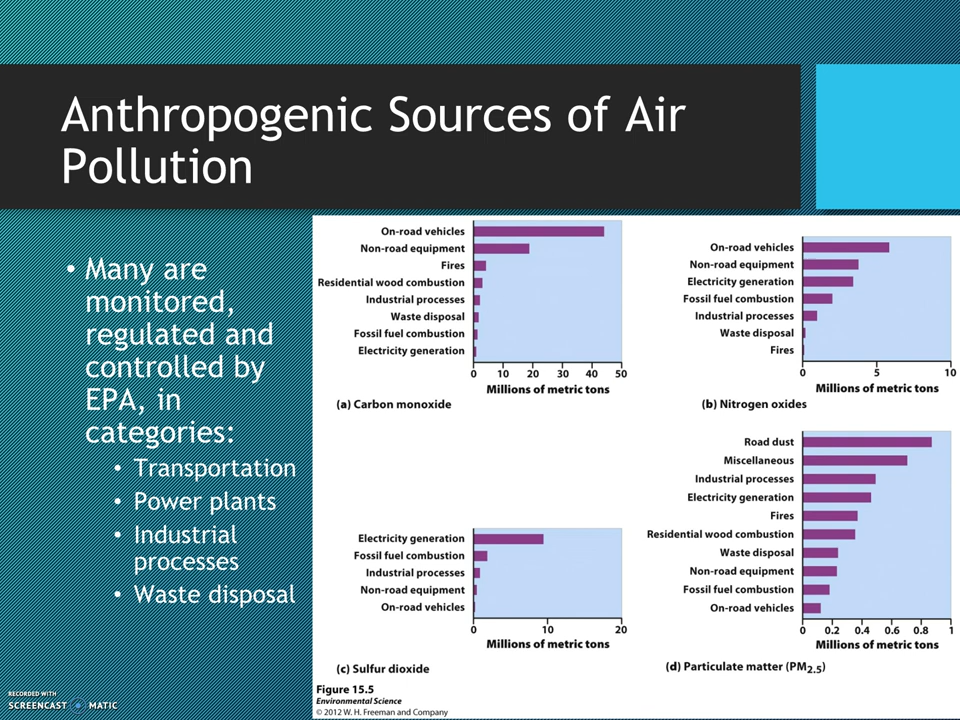 Anthropogenic Sources of Air
Pollution
• Many are
monitored,
regulated and
controlled by
EPA, in
categories:
• Transportation
• Power plants
• Industrial
processes
• Waste disposal
On-road vehicles
Non-road equipment
Fires
Residential wood combustion
Industrial processes
Waste disposal
Fossil fuel combustion
Electricity generation
0 10 20 30 40 50
Millions of metric tons
(a) Carbon monoxide
On-road vehicles
Non-road equipment
Electricity generation
Fossil fuel combustion
Industrial processes
Waste disposal
Fires
0 5 10
Millions of metric tons
(b) Nitrogen oxides
Electricity generation
Fossil fuel combustion
Industrial processes
Non-road equipment
On-road vehicles
0 10 20
Millions of metric tons
(c) Sulfur dioxide
Road dust
Miscellaneous
Industrial processes
Electricity generation
Fires
Residential wood combustion
Waste disposal
Non-road equipment
Fossil fuel combustion
On-road vehicles
0 0.2 0.4 0.6 0.8 1
Millions of metric tons
(d) Particulate matter (PM2.5)
Figure 15.5
Environmental Science
© 2012 W. H. Freeman and Company
RECORDED WITH
SCREENCAST MATIC